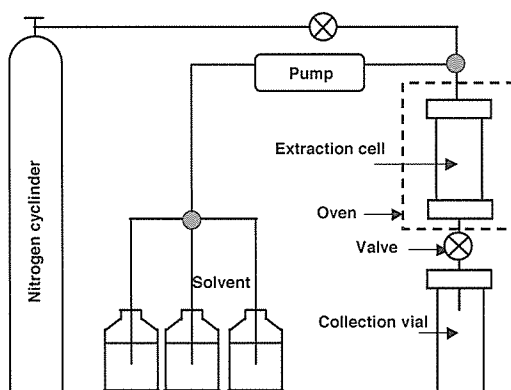 Pump
Extraction cell
Nitrogen cyclinder
Oven
Valve
Solvent
Collection vial